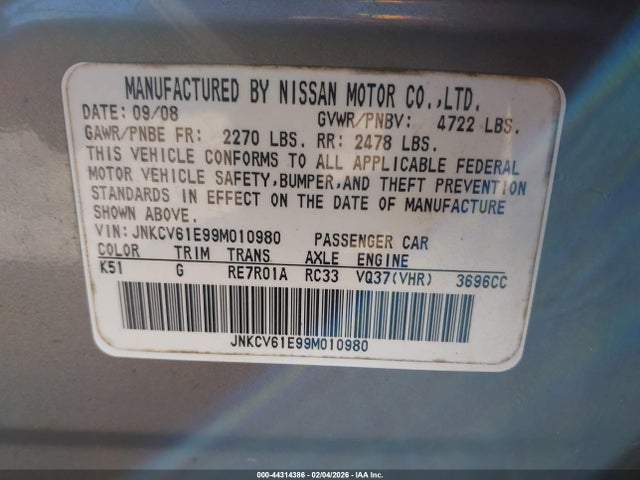 MANUFACTURED BY NISSAN MOTOR CO.,LTD.
DATE: 09/08 GVWR/PNBV: 4722 LBS.
GAWR/PNBE FR: 2270 LBS. RR: 2478 LBS.
THIS VEHICLE CONFORMS TO ALL APPLICABLE FEDERAL
MOTOR VEHICLE SAFETY,BUMPER,AND THEFT PREVENTION
STANDARDS IN EFFECT ON THE DATE OF MANUFACTURE
SHOWN ABOVE.
VIN: JNKCV61E99M010980 PASSENGER CAR
COLOR TRIM TRANS AXLE ENGINE
K51 G RE7R01A RC33 VQ37(VHR) 3696CC
JNKCV61E99M010980
000-44314386 - 02/04/2026 - IAA Inc.